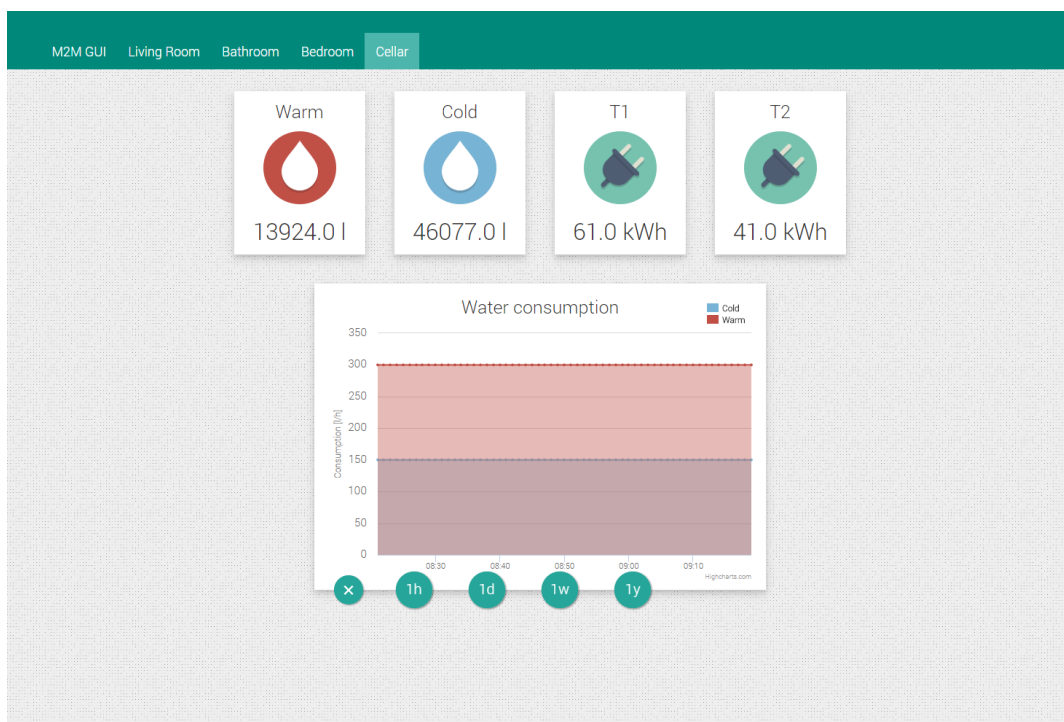 M2M GUI Living Room Bathroom Bedroom Cellar
Warm Cold T1 T2
13924.0 l 46077.0 l 61.0 kWh 41.0 kWh
Water consumption
Cold
Warm
350
300
250
200
150
100
50
0
Consumption [l/h]
08:30 08:40 08:50 09:00 09:10
Highcharts.com
× 1h 1d 1w 1y